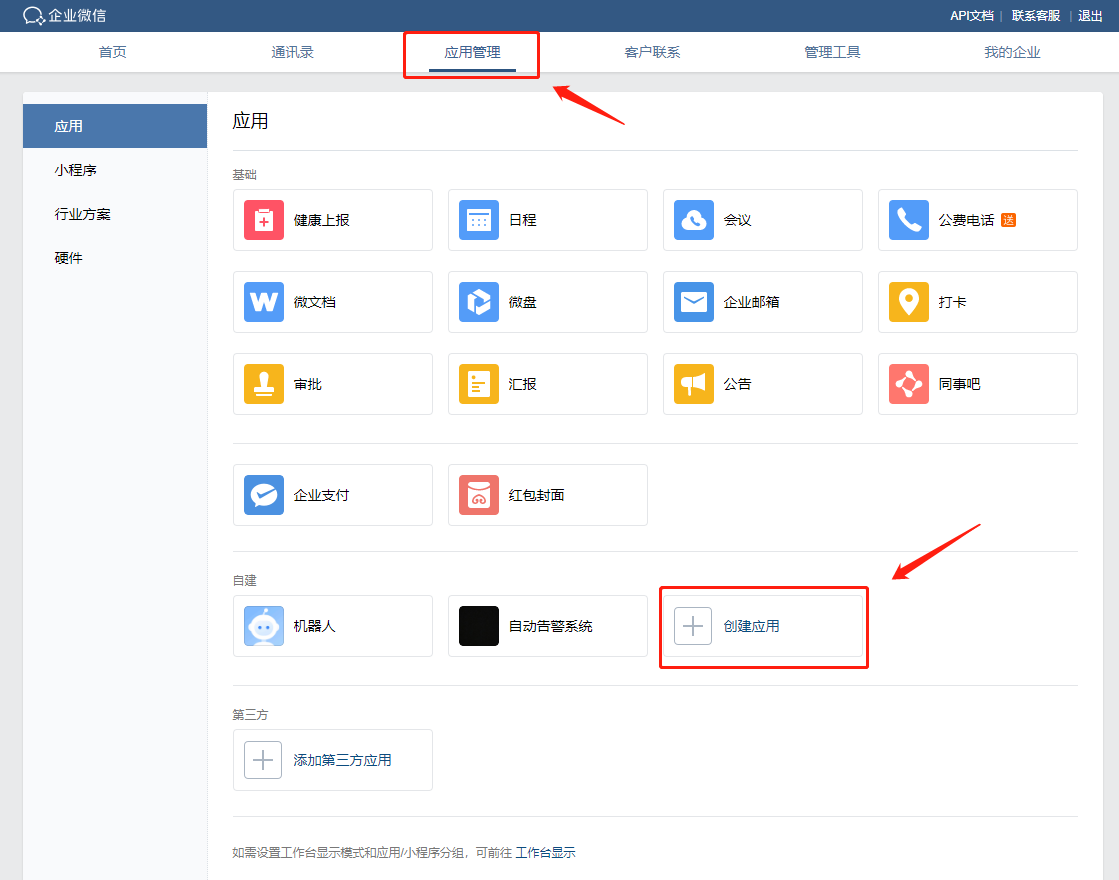 企业微信
API文档 | 联系客服 | 退出
首页 通讯录 应用管理 客户联系 管理工具 我的企业
应用
小程序
行业方案
硬件
应用
基础
健康上报 日程 会议 公费电话 送
微文档 微盘 企业邮箱 打卡
审批 汇报 公告 同事吧
企业支付 红包封面
自建
机器人 自动告警系统 创建应用
第三方
添加第三方应用
如需设置工作台显示模式和应用/小程序分组，可前往 工作台显示